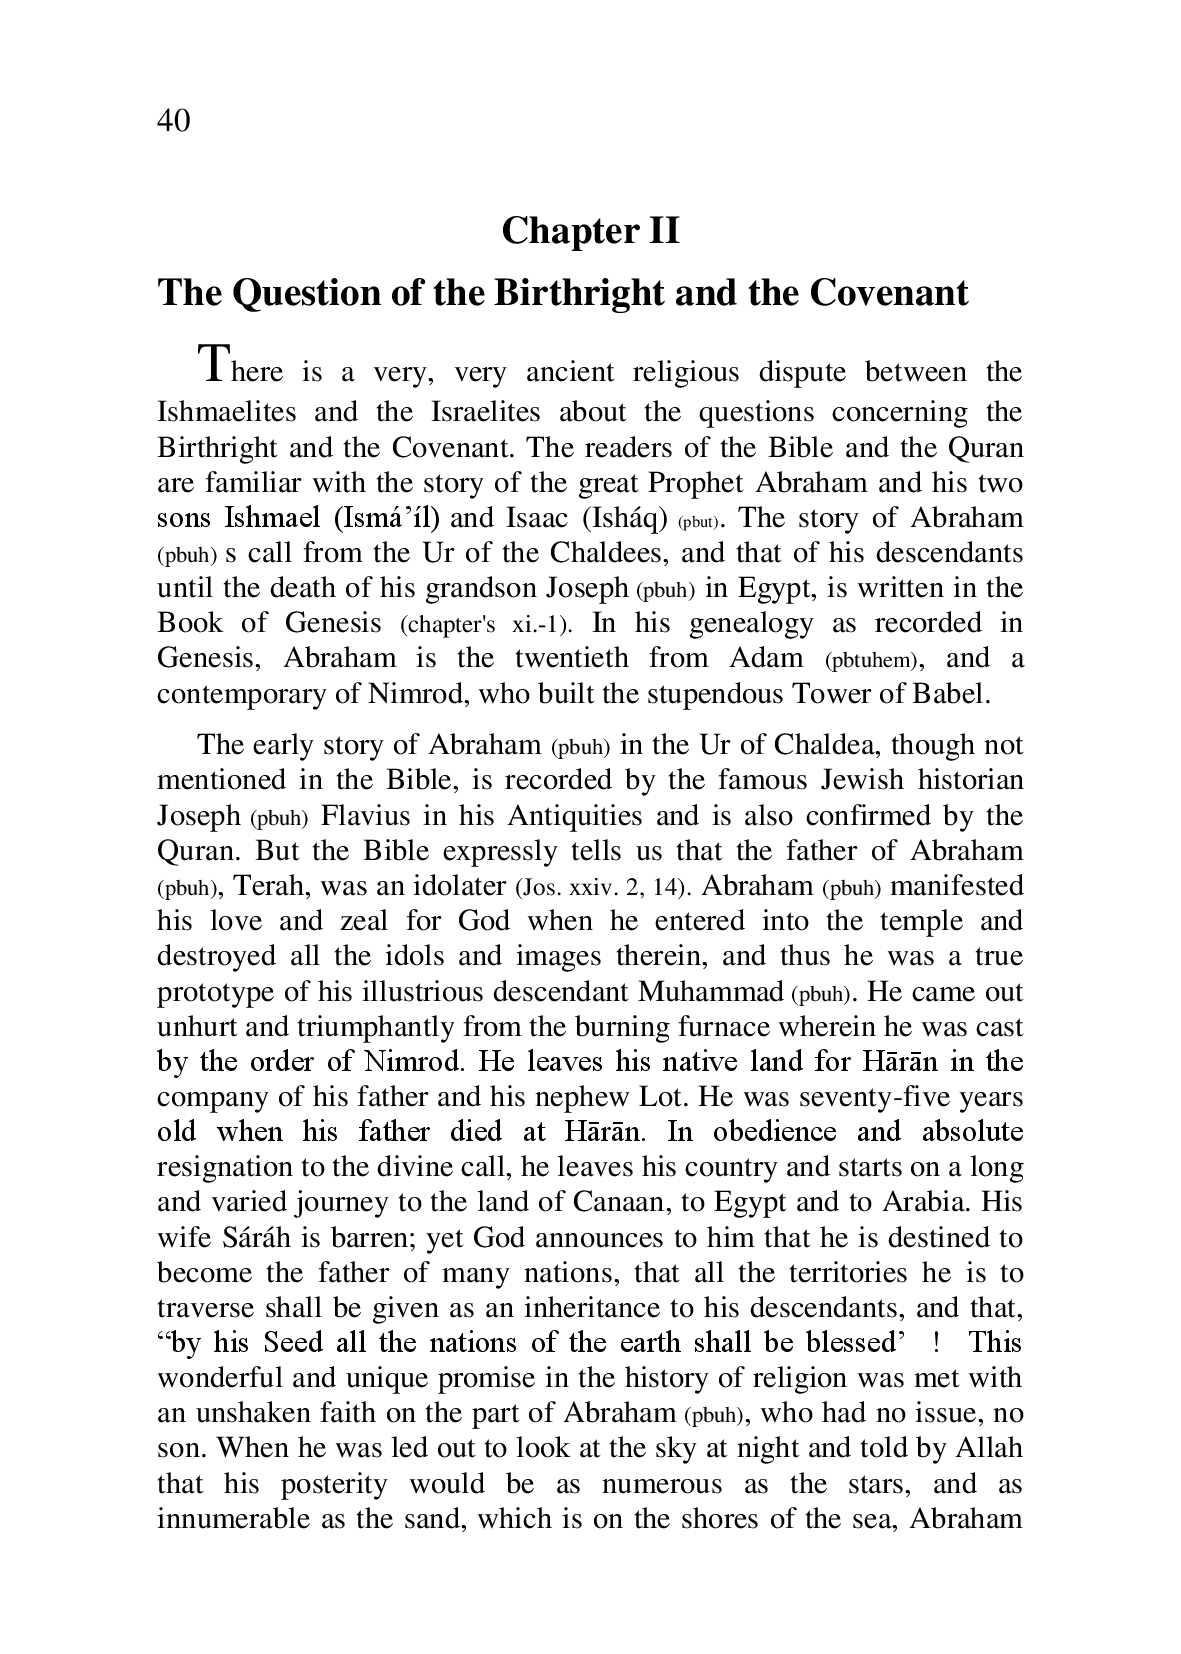 40
Chapter II
The Question of the Birthright and the Covenant
There is a very, very ancient religious dispute between the
Ishmaelites and the Israelites about the questions concerning the
Birthright and the Covenant. The readers of the Bible and the Quran
are familiar with the story of the great Prophet Abraham and his two
sons Ishmael (Ismá’íl) and Isaac (Isháq) (pbut). The story of Abraham
(pbuh) s call from the Ur of the Chaldees, and that of his descendants
until the death of his grandson Joseph (pbuh) in Egypt, is written in the
Book of Genesis (chapter's xi.-1). In his genealogy as recorded in
Genesis, Abraham is the twentieth from Adam (pbtuhem), and a
contemporary of Nimrod, who built the stupendous Tower of Babel.
The early story of Abraham (pbuh) in the Ur of Chaldea, though not
mentioned in the Bible, is recorded by the famous Jewish historian
Joseph (pbuh) Flavius in his Antiquities and is also confirmed by the
Quran. But the Bible expressly tells us that the father of Abraham
(pbuh), Terah, was an idolater (Jos. xxiv. 2, 14). Abraham (pbuh) manifested
his love and zeal for God when he entered into the temple and
destroyed all the idols and images therein, and thus he was a true
prototype of his illustrious descendant Muhammad (pbuh). He came out
unhurt and triumphantly from the burning furnace wherein he was cast
by the order of Nimrod. He leaves his native land for Hārān in the
company of his father and his nephew Lot. He was seventy-five years
old when his father died at Hārān. In obedience and absolute
resignation to the divine call, he leaves his country and starts on a long
and varied journey to the land of Canaan, to Egypt and to Arabia. His
wife Sáráh is barren; yet God announces to him that he is destined to
become the father of many nations, that all the territories he is to
traverse shall be given as an inheritance to his descendants, and that,
“by his Seed all the nations of the earth shall be blessed’ ! This
wonderful and unique promise in the history of religion was met with
an unshaken faith on the part of Abraham (pbuh), who had no issue, no
son. When he was led out to look at the sky at night and told by Allah
that his posterity would be as numerous as the stars, and as
innumerable as the sand, which is on the shores of the sea, Abraham